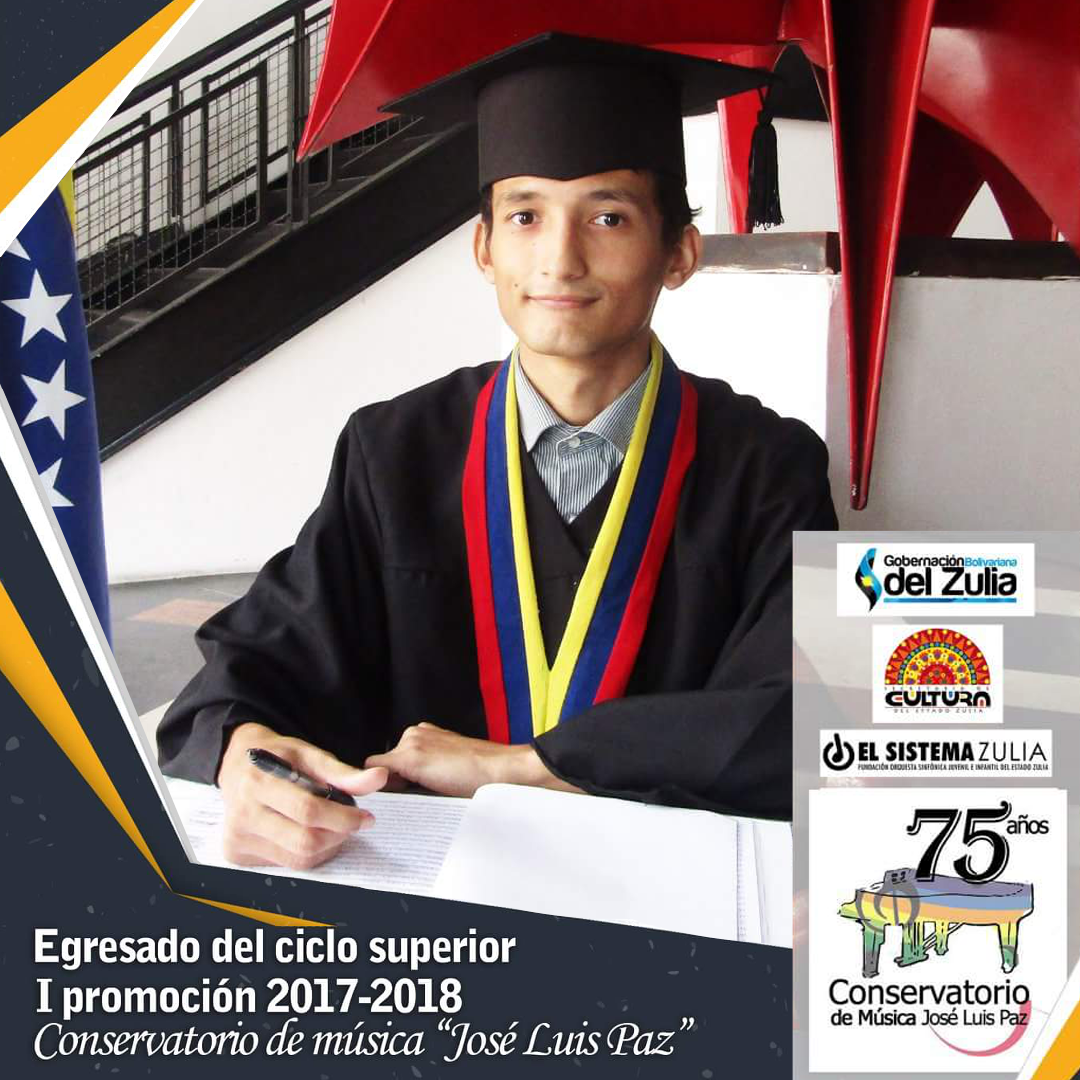 Gobernación Bolivariana
del Zulia
SECRETARÍA DE
CULTURA
DEL ESTADO ZULIA
EL SISTEMA ZULIA
FUNDACIÓN ORQUESTA SINFÓNICA JUVENIL E INFANTIL DEL ESTADO ZULIA
75 años
Conservatorio
de Música José Luis Paz
Egresado del ciclo superior
I promoción 2017-2018
Conservatorio de música “José Luis Paz”